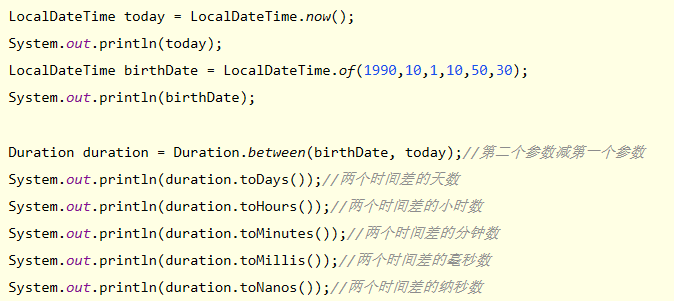 LocalDateTime today = LocalDateTime.now();
System.out.println(today);
LocalDateTime birthDate = LocalDateTime.of(1990,10,1,10,50,30);
System.out.println(birthDate);
Duration duration = Duration.between(birthDate, today);//第二个参数减第一个参数
System.out.println(duration.toDays());//两个时间差的天数
System.out.println(duration.toHours());//两个时间差的小时数
System.out.println(duration.toMinutes());//两个时间差的分钟数
System.out.println(duration.toMillis());//两个时间差的毫秒数
System.out.println(duration.toNanos());//两个时间差的纳秒数